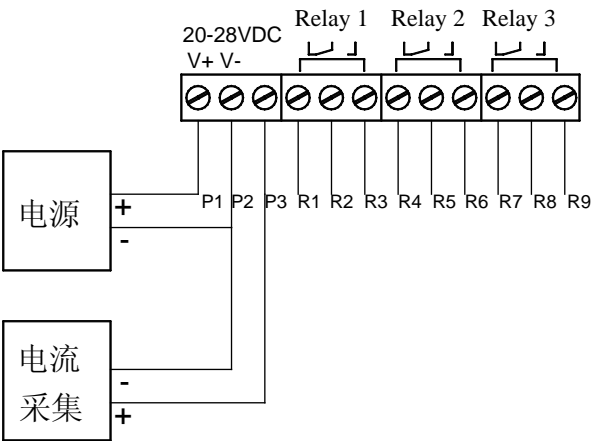 Relay 1 Relay 2 Relay 3
20-28VDC
V+ V-
P1 P2 P3 R1 R2 R3 R4 R5 R6 R7 R8 R9
电源
+
-
电流
采集
-
+